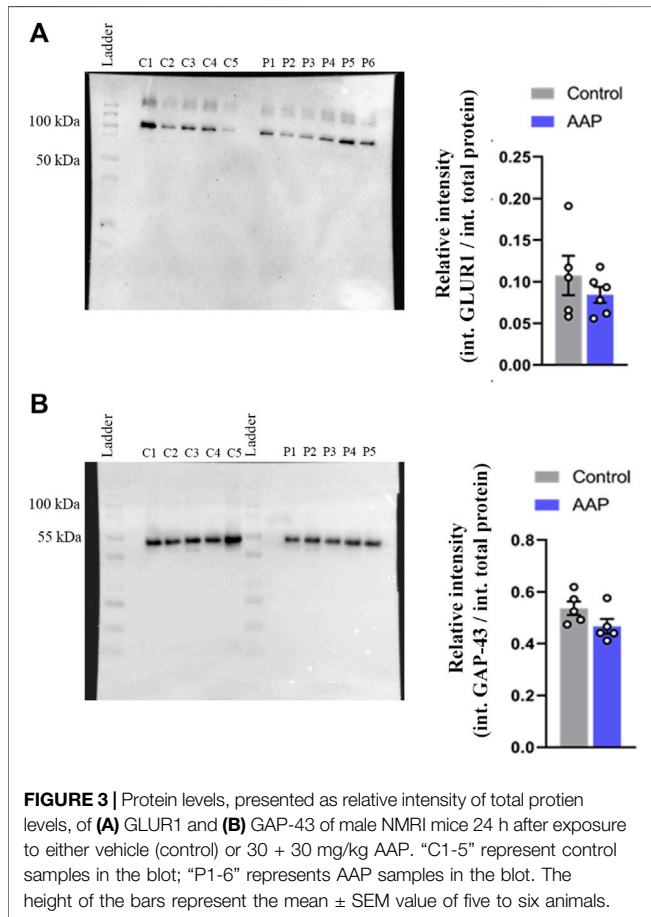 A
Ladder
C1 C2 C3 C4 C5 P1 P2 P3 P4 P5 P6
100 kDa
50 kDa
Control
AAP
Relative intensity
(int. GLUR1 / int. total protein)
0.25
0.20
0.15
0.10
0.05
0.00
B
Ladder
C1 C2 C3 C4 C5
Ladder
P1 P2 P3 P4 P5
100 kDa
55 kDa
Control
AAP
Relative intensity
(int. GAP-43 / int. total protein)
0.8
0.6
0.4
0.2
0.0
FIGURE 3 | Protein levels, presented as relative intensity of total protien
levels, of (A) GLUR1 and (B) GAP-43 of male NMRI mice 24 h after exposure
to either vehicle (control) or 30 + 30 mg/kg AAP. “C1-5” represent control
samples in the blot; “P1-6” represents AAP samples in the blot. The
height of the bars represent the mean ± SEM value of five to six animals.